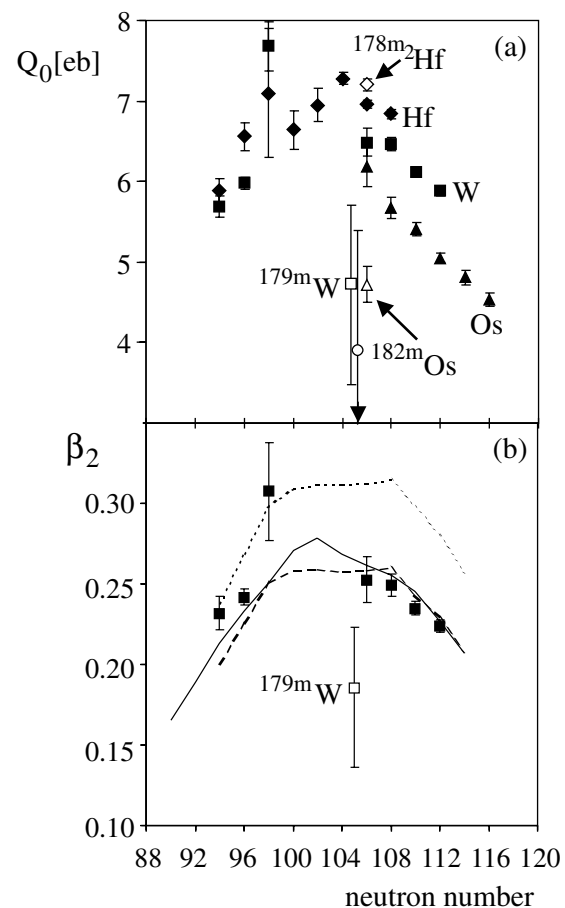 8
(a)
Q₀[eb]
¹⁷⁸ᵐ²Hf
7
Hf
6
W
5
¹⁷⁹ᵐW
¹⁸²ᵐOs
Os
4
β₂
(b)
0.30
0.25
0.20
¹⁷⁹ᵐW
0.15
0.10
88 92 96 100 104 108 112 116 120
neutron number